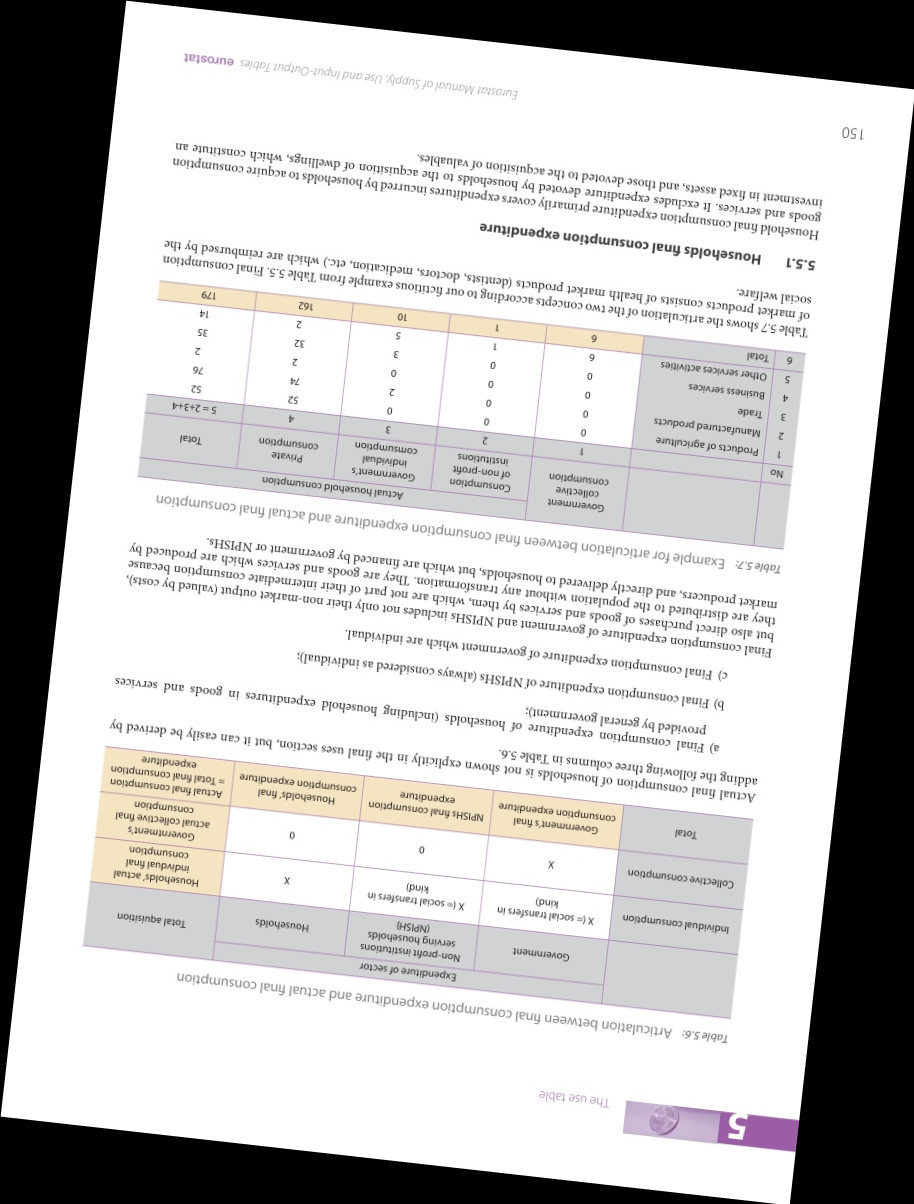 5
The use table
Table 5.6: Articulation between final consumption expenditure and actual final consumption
Expenditure of sector
Total aquisition
Government
Non-profit institutions
serving households
(NPISH)
Households
Individual consumption
X (= social transfers in
kind)
X (= social transfers in
kind)
X
Households' actual
individual final
consumption
Collective consumption
X
0
0
Governtment's
actual collective final
consumption
Total
Government's final
consumption expenditure
NPISHs final consumption
expenditure
Households' final
consumption expenditure
Actual final consumption
= Total final consumption
expenditure
Actual final consumption of households is not shown explicitly in the final uses section, but it can easily be derived by
adding the following three columns in Table 5.6.
a) Final consumption expenditure of households (including household expenditures in goods and services
provided by general government);
b) Final consumption expenditure of NPISHs (always considered as individual);
c) Final consumption expenditure of government which are individual.
Final consumption expenditure of government and NPISHs includes not only their non-market output (valued by costs),
but also direct purchases of goods and services by them, which are not part of their intermediate consumption because
they are distributed to the population without any transformation. They are goods and services which are produced by
market producers, and directly delivered to households, but which are financed by government or NPISHs.
Table 5.7: Example for articulation between final consumption expenditure and actual final consumption
Government
collective
consumption
Actual household consumption
Consumption
of non-profit
institutions
Government's
individual
comsumption
Private
consumption
Total
No
1 2 3 4 5 = 2+3+4
1 Products of agriculture 0 0 0 52 52
2 Manufactured products 0 0 2 74 76
3 Trade 0 0 0 2 2
4 Business services 0 0 3 32 35
5 Other services activities 6 1 5 2 14
6 Total 6 1 10 162 179
Table 5.7 shows the articulation of the two concepts according to our fictitious example from Table 5.5. Final consumption
of market products consists of health market products (dentists, doctors, medication, etc.) which are reimbursed by the
social welfare.
5.5.1 Households final consumption expenditure
Household final consumption expenditure primarily covers expenditures incurred by households to acquire consumption
goods and services. It excludes expenditure devoted by households to the acquisition of dwellings, which constitute an
investment in fixed assets, and those devoted to the acquisition of valuables.
150
Eurostat Manual of Supply, Use and Input-Output Tables eurostat